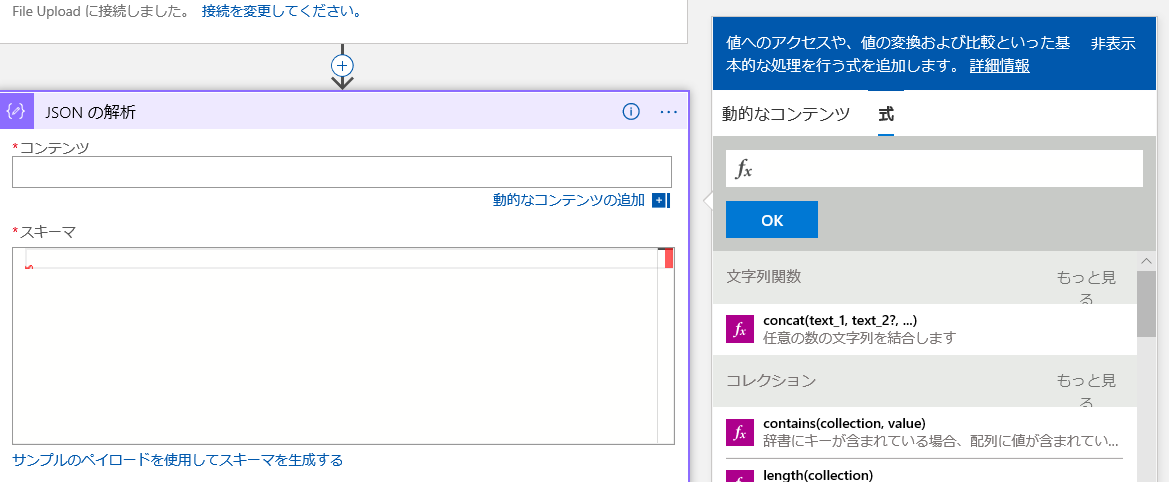 File Upload に接続しました。 接続を変更してください。
JSON の解析
*コンテンツ
動的なコンテンツの追加
*スキーマ
サンプルのペイロードを使用してスキーマを生成する
値へのアクセスや、値の変換および比較といった基
本的な処理を行う式を追加します。 詳細情報
非表示
動的なコンテンツ
式
fx
OK
文字列関数
もっと見
る
fx
concat(text_1, text_2?, ...)
任意の数の文字列を結合します
コレクション
もっと見
る
fx
contains(collection, value)
辞書にキーが含まれている場合、配列に値が含まれてい...
fx
length(collection)